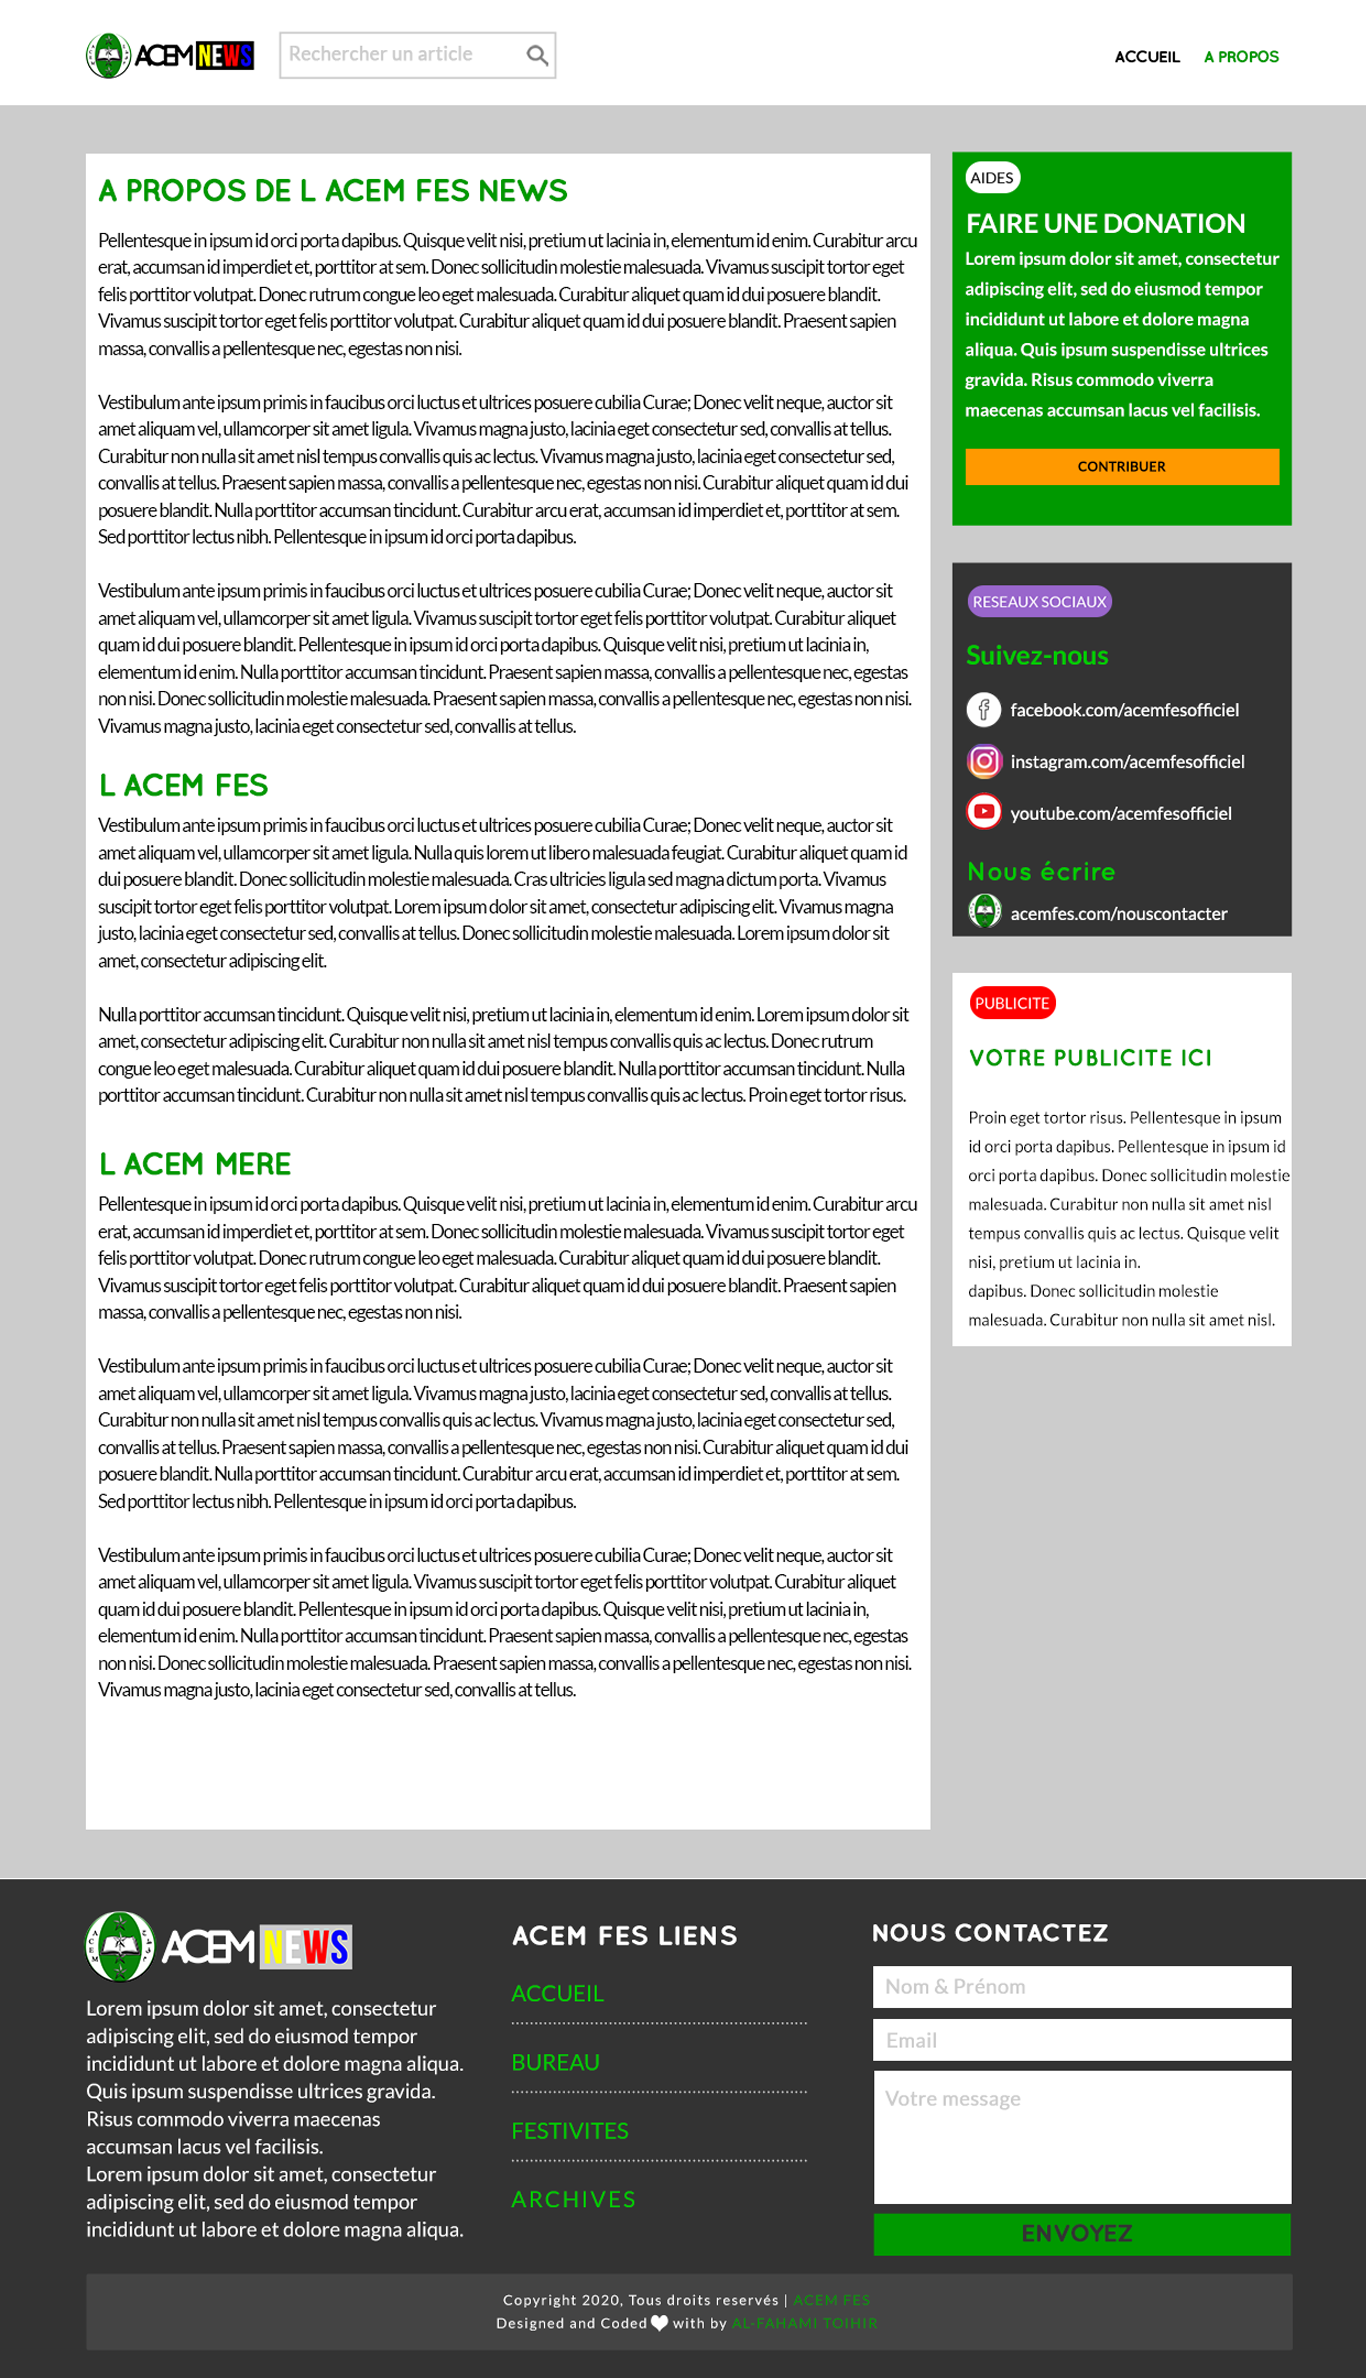 ACEM NEWS
Rechercher un article
ACCUEIL
A PROPOS
A PROPOS DE L ACEM FES NEWS
Pellentesque in ipsum id orci porta dapibus. Quisque velit nisi, pretium ut lacinia in, elementum id enim. Curabitur arcu
erat, accumsan id imperdiet et, porttitor at sem. Donec sollicitudin molestie malesuada. Vivamus suscipit tortor eget
felis porttitor volutpat. Donec rutrum congue leo eget malesuada. Curabitur aliquet quam id dui posuere blandit.
Vivamus suscipit tortor eget felis porttitor volutpat. Curabitur aliquet quam id dui posuere blandit. Praesent sapien
massa, convallis a pellentesque nec, egestas non nisi.
Vestibulum ante ipsum primis in faucibus orci luctus et ultrices posuere cubilia Curae; Donec velit neque, auctor sit
amet aliquam vel, ullamcorper sit amet ligula. Vivamus magna justo, lacinia eget consectetur sed, convallis at tellus.
Curabitur non nulla sit amet nisl tempus convallis quis ac lectus. Vivamus magna justo, lacinia eget consectetur sed,
convallis at tellus. Praesent sapien massa, convallis a pellentesque nec, egestas non nisi. Curabitur aliquet quam id dui
posuere blandit. Nulla porttitor accumsan tincidunt. Curabitur arcu erat, accumsan id imperdiet et, porttitor at sem.
Sed porttitor lectus nibh. Pellentesque in ipsum id orci porta dapibus.
Vestibulum ante ipsum primis in faucibus orci luctus et ultrices posuere cubilia Curae; Donec velit neque, auctor sit
amet aliquam vel, ullamcorper sit amet ligula. Vivamus suscipit tortor eget felis porttitor volutpat. Curabitur aliquet
quam id dui posuere blandit. Pellentesque in ipsum id orci porta dapibus. Quisque velit nisi, pretium ut lacinia in,
elementum id enim. Nulla porttitor accumsan tincidunt. Praesent sapien massa, convallis a pellentesque nec, egestas
non nisi. Donec sollicitudin molestie malesuada. Praesent sapien massa, convallis a pellentesque nec, egestas non nisi.
Vivamus magna justo, lacinia eget consectetur sed, convallis at tellus.
L ACEM FES
Vestibulum ante ipsum primis in faucibus orci luctus et ultrices posuere cubilia Curae; Donec velit neque, auctor sit
amet aliquam vel, ullamcorper sit amet ligula. Nulla quis lorem ut libero malesuada feugiat. Curabitur aliquet quam id
dui posuere blandit. Donec sollicitudin molestie malesuada. Cras ultricies ligula sed magna dictum porta. Vivamus
suscipit tortor eget felis porttitor volutpat. Lorem ipsum dolor sit amet, consectetur adipiscing elit. Vivamus magna
justo, lacinia eget consectetur sed, convallis at tellus. Donec sollicitudin molestie malesuada. Lorem ipsum dolor sit
amet, consectetur adipiscing elit.
Nulla porttitor accumsan tincidunt. Quisque velit nisi, pretium ut lacinia in, elementum id enim. Lorem ipsum dolor sit
amet, consectetur adipiscing elit. Curabitur non nulla sit amet nisl tempus convallis quis ac lectus. Donec rutrum
congue leo eget malesuada. Curabitur aliquet quam id dui posuere blandit. Nulla porttitor accumsan tincidunt. Nulla
porttitor accumsan tincidunt. Curabitur non nulla sit amet nisl tempus convallis quis ac lectus. Proin eget tortor risus.
L ACEM MERE
Pellentesque in ipsum id orci porta dapibus. Quisque velit nisi, pretium ut lacinia in, elementum id enim. Curabitur arcu
erat, accumsan id imperdiet et, porttitor at sem. Donec sollicitudin molestie malesuada. Vivamus suscipit tortor eget
felis porttitor volutpat. Donec rutrum congue leo eget malesuada. Curabitur aliquet quam id dui posuere blandit.
Vivamus suscipit tortor eget felis porttitor volutpat. Curabitur aliquet quam id dui posuere blandit. Praesent sapien
massa, convallis a pellentesque nec, egestas non nisi.
Vestibulum ante ipsum primis in faucibus orci luctus et ultrices posuere cubilia Curae; Donec velit neque, auctor sit
amet aliquam vel, ullamcorper sit amet ligula. Vivamus magna justo, lacinia eget consectetur sed, convallis at tellus.
Curabitur non nulla sit amet nisl tempus convallis quis ac lectus. Vivamus magna justo, lacinia eget consectetur sed,
convallis at tellus. Praesent sapien massa, convallis a pellentesque nec, egestas non nisi. Curabitur aliquet quam id dui
posuere blandit. Nulla porttitor accumsan tincidunt. Curabitur arcu erat, accumsan id imperdiet et, porttitor at sem.
Sed porttitor lectus nibh. Pellentesque in ipsum id orci porta dapibus.
Vestibulum ante ipsum primis in faucibus orci luctus et ultrices posuere cubilia Curae; Donec velit neque, auctor sit
amet aliquam vel, ullamcorper sit amet ligula. Vivamus suscipit tortor eget felis porttitor volutpat. Curabitur aliquet
quam id dui posuere blandit. Pellentesque in ipsum id orci porta dapibus. Quisque velit nisi, pretium ut lacinia in,
elementum id enim. Nulla porttitor accumsan tincidunt. Praesent sapien massa, convallis a pellentesque nec, egestas
non nisi. Donec sollicitudin molestie malesuada. Praesent sapien massa, convallis a pellentesque nec, egestas non nisi.
Vivamus magna justo, lacinia eget consectetur sed, convallis at tellus.
AIDES
FAIRE UNE DONATION
Lorem ipsum dolor sit amet, consectetur
adipiscing elit, sed do eiusmod tempor
incididunt ut labore et dolore magna
aliqua. Quis ipsum suspendisse ultrices
gravida. Risus commodo viverra
maecenas accumsan lacus vel facilisis.
CONTRIBUER
RESEAUX SOCIAUX
Suivez-nous
facebook.com/acemfesofficiel
instagram.com/acemfesofficiel
youtube.com/acemfesofficiel
Nous écrire
acemfes.com/nouscontacter
PUBLICITE
VOTRE PUBLICITE ICI
Proin eget tortor risus. Pellentesque in ipsum
id orci porta dapibus. Pellentesque in ipsum id
orci porta dapibus. Donec sollicitudin molestie
malesuada. Curabitur non nulla sit amet nisl
tempus convallis quis ac lectus. Quisque velit
nisi, pretium ut lacinia in.
dapibus. Donec sollicitudin molestie
malesuada. Curabitur non nulla sit amet nisl.
ACEM NEWS
Lorem ipsum dolor sit amet, consectetur
adipiscing elit, sed do eiusmod tempor
incididunt ut labore et dolore magna aliqua.
Quis ipsum suspendisse ultrices gravida.
Risus commodo viverra maecenas
accumsan lacus vel facilisis.
Lorem ipsum dolor sit amet, consectetur
adipiscing elit, sed do eiusmod tempor
incididunt ut labore et dolore magna aliqua.
ACEM FES LIENS
ACCUEIL
BUREAU
FESTIVITES
ARCHIVES
NOUS CONTACTEZ
Nom & Prénom
Email
Votre message
ENVOYEZ
Copyright 2020, Tous droits reservés | ACEM FES
Designed and Coded with by AL-FAHAMI TOIHIR